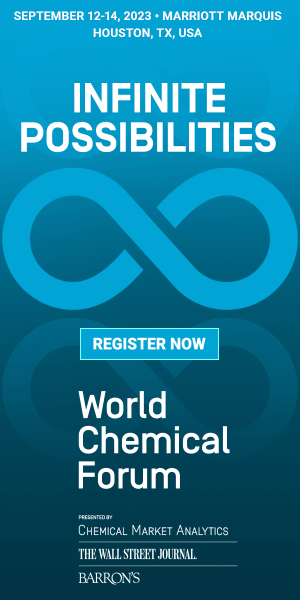 SEPTEMBER 12-14, 2023 • MARRIOTT MARQUIS
HOUSTON, TX, USA
INFINITE
POSSIBILITIES
REGISTER NOW
World
Chemical
Forum
PRESENTED BY
CHEMICAL MARKET ANALYTICS
THE WALL STREET JOURNAL.
BARRON'S